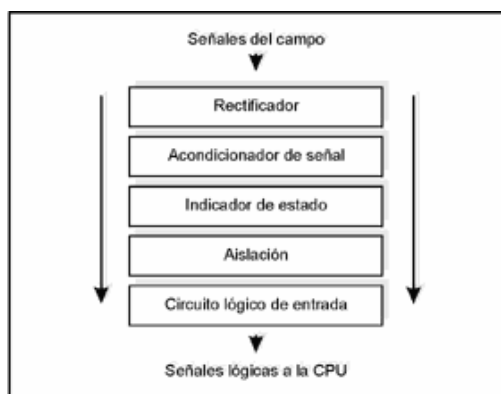 Señales del campo
Rectificador
Acondicionador de señal
Indicador de estado
Aislación
Circuito lógico de entrada
Señales lógicas a la CPU